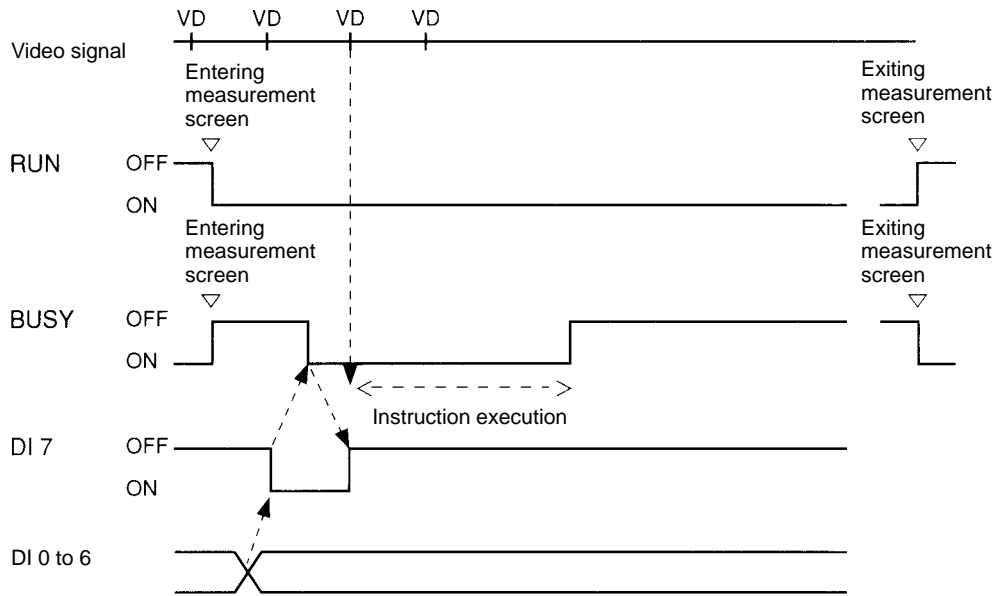 VD VD VD VD
Video signal
Entering
measurement
screen
Exiting
measurement
screen
RUN
OFF
ON
Entering
measurement
screen
Exiting
measurement
screen
BUSY
OFF
ON
Instruction execution
DI 7
OFF
ON
DI 0 to 6